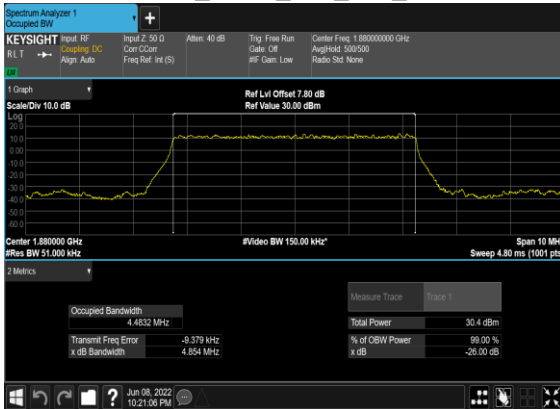 Spectrum Analyzer 1
Occupied BW
+
KEYSIGHT Input: RF Input Z: 50 Ω Atten: 40 dB Trig: Free Run Center Freq: 1.880000000 GHz
RLT Coupling: DC Corr CCorr Gate: Off Avg|Hold: 500/500
Align: Auto Freq Ref: Int (S) #IF Gain: Low Radio Std: None
LXI
1 Graph
Ref Lvl Offset 7.80 dB
Scale/Div 10.0 dB Ref Value 30.00 dBm
Log
20.0
10.0
0.00
-10.0
-20.0
-30.0
-40.0
-50.0
-60.0
Center 1.880000 GHz #Video BW 150.00 kHz* Span 10 MH
#Res BW 51.000 kHz Sweep 4.80 ms (1001 pts
2 Metrics
Measure Trace Trace 1
Occupied Bandwidth
4.4832 MHz
Total Power 30.4 dBm
Transmit Freq Error -9.379 kHz % of OBW Power 99.00 %
x dB Bandwidth 4.854 MHz x dB -26.00 dB
? Jun 08, 2022
10:21:06 PM